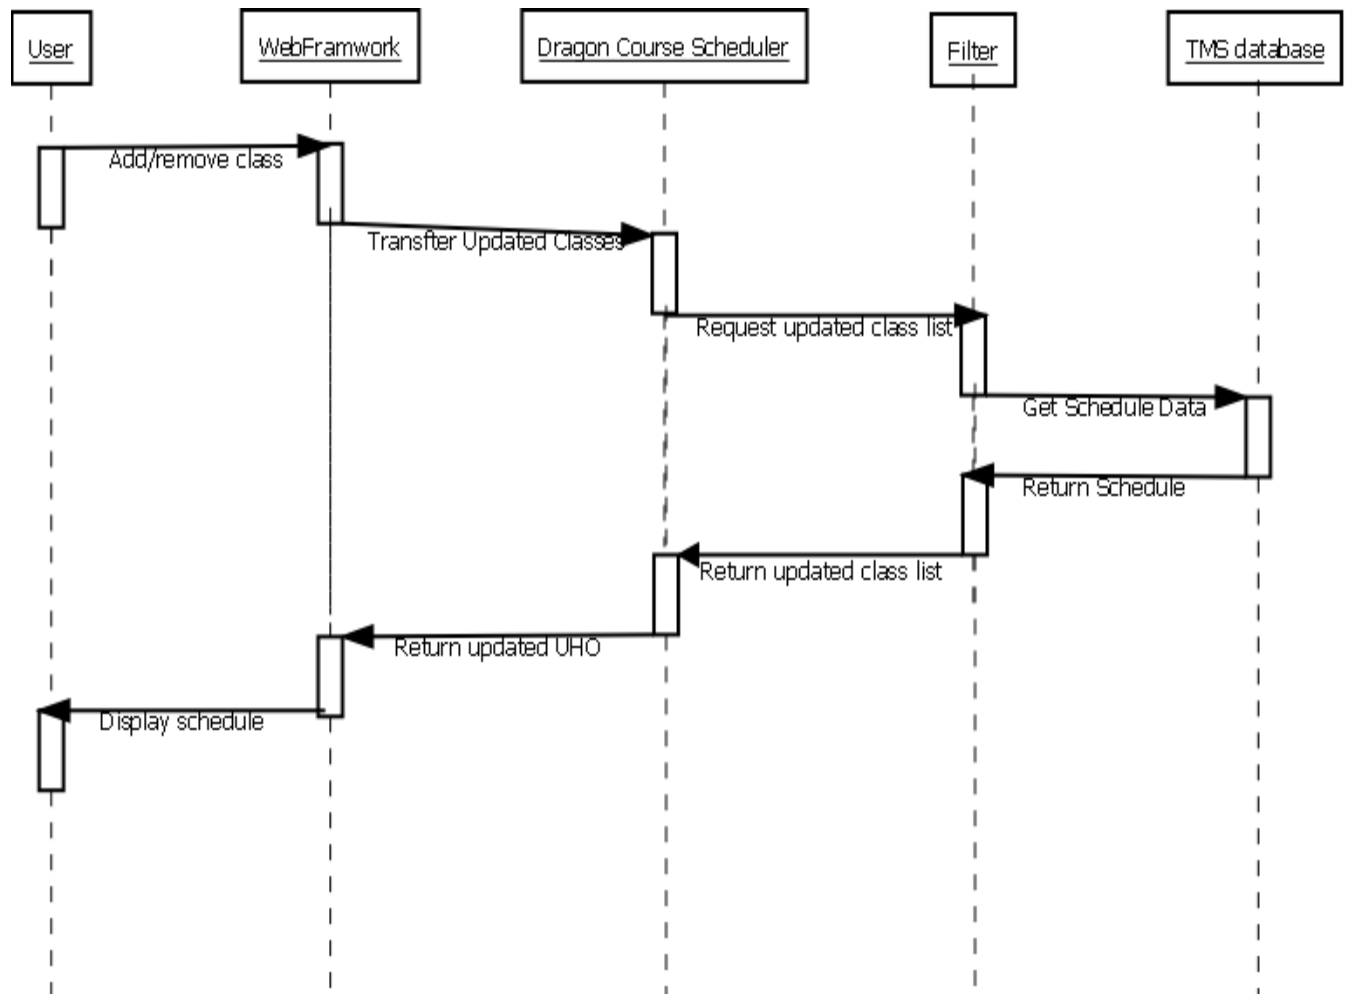 User
WebFramwork
Dragon Course Scheduler
Filter
TMS database
Add/remove class
Transfter Updated Classes
Request updated class list
Get Schedule Data
Return Schedule
Return updated class list
Return updated UHO
Display schedule